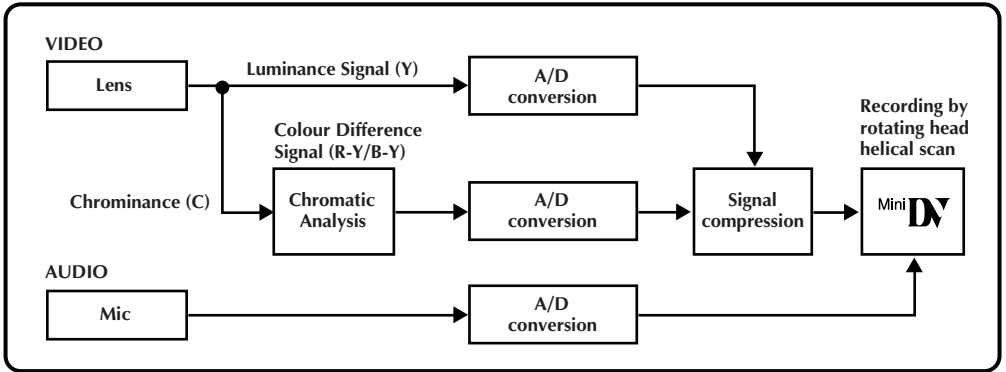 VIDEO
Lens
Luminance Signal (Y)
A/D
conversion
Colour Difference
Signal (R-Y/B-Y)
Chrominance (C)
Chromatic
Analysis
A/D
conversion
Signal
compression
Recording by
rotating head
helical scan
Mini DV
AUDIO
Mic
A/D
conversion